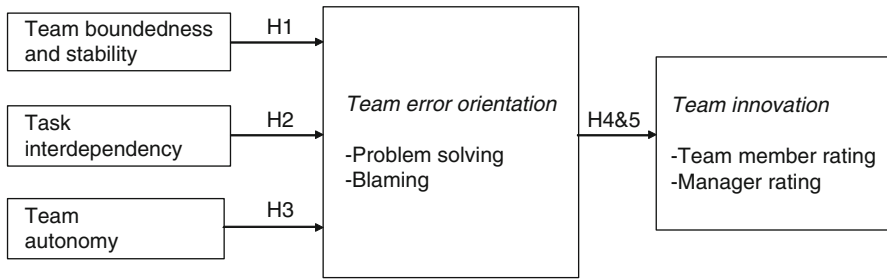 Team boundedness
and stability
H1
Task
interdependency
H2
Team
autonomy
H3
Team error orientation
-Problem solving
-Blaming
H4&5
Team innovation
-Team member rating
-Manager rating